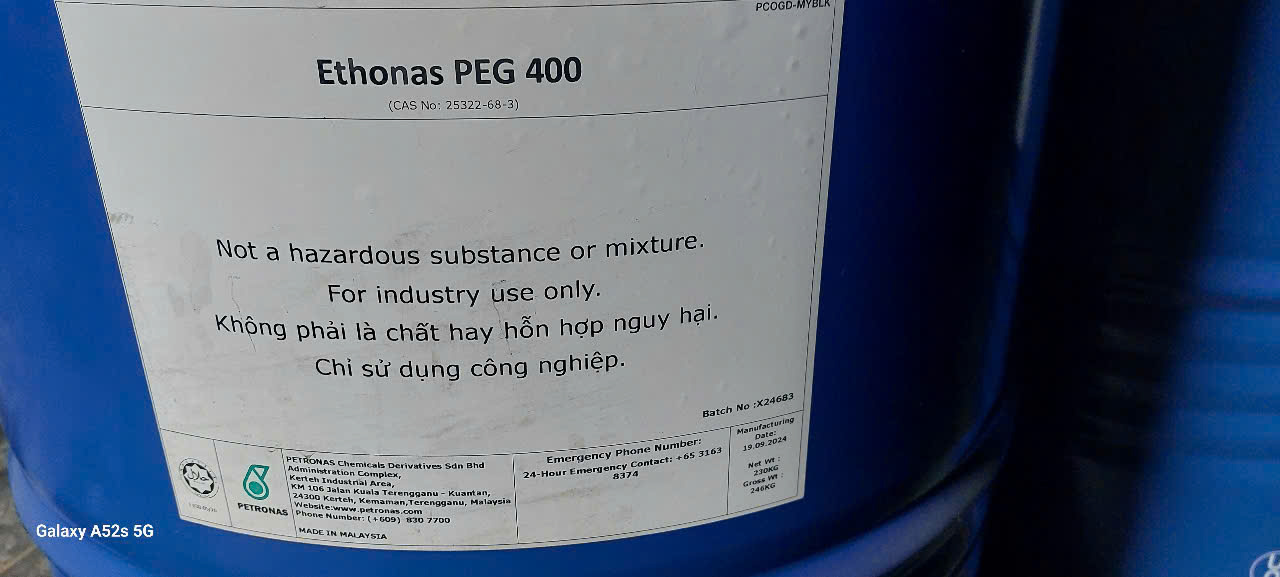 PCOGD-MYBLK
Ethonas PEG 400
(CAS No: 25322-68-3)
Not a hazardous substance or mixture.
For industry use only.
Không phải là chất hay hỗn hợp nguy hại.
Chỉ sử dụng công nghiệp.
Batch No :X24683
PETRONAS
PETRONAS Chemicals Derivatives Sdn Bhd
Administration Complex,
Kerteh Industrial Area,
KM 106 Jalan Kuala Terengganu - Kuantan,
24300 Kerteh, Kemaman,Terengganu, Malaysia
Website:www.petronas.com
Phone Number: (+609) 830 7700
MADE IN MALAYSIA
Emergency Phone Number:
24-Hour Emergency Contact: +65 3163
8374
Manufacturing
Date:
19.09.2024
Net Wt :
230KG
Gross Wt :
246KG
Galaxy A52s 5G